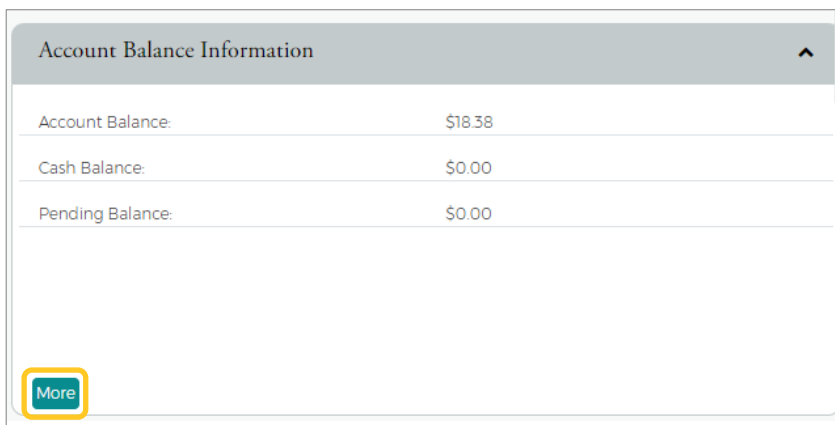 Account Balance Information
Account Balance: $18.38
Cash Balance: $0.00
Pending Balance: $0.00
More